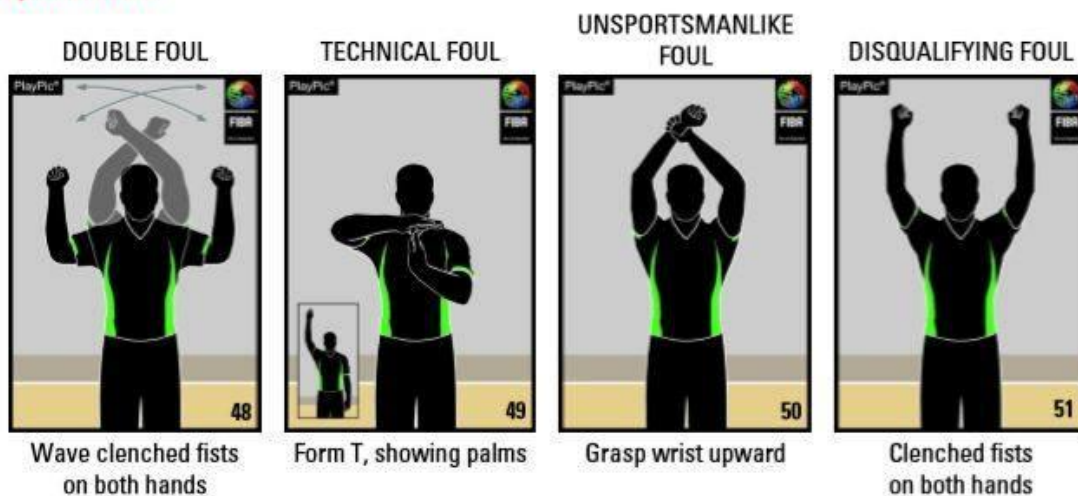 DOUBLE FOUL
PlayPic®
FIBA
48
Wave clenched fists
on both hands
TECHNICAL FOUL
PlayPic®
FIBA
49
Form T, showing palms
UNSPORTSMANLIKE
FOUL
PlayPic®
FIBA
50
Grasp wrist upward
DISQUALIFYING FOUL
PlayPic®
FIBA
51
Clenched fists
on both hands